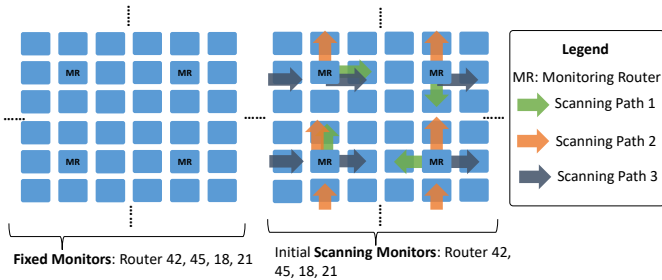 MR MR MR MR
Legend
MR: Monitoring Router
Scanning Path 1
Scanning Path 2
Scanning Path 3
MR MR MR MR
Fixed Monitors: Router 42, 45, 18, 21
Initial Scanning Monitors: Router 42,
45, 18, 21